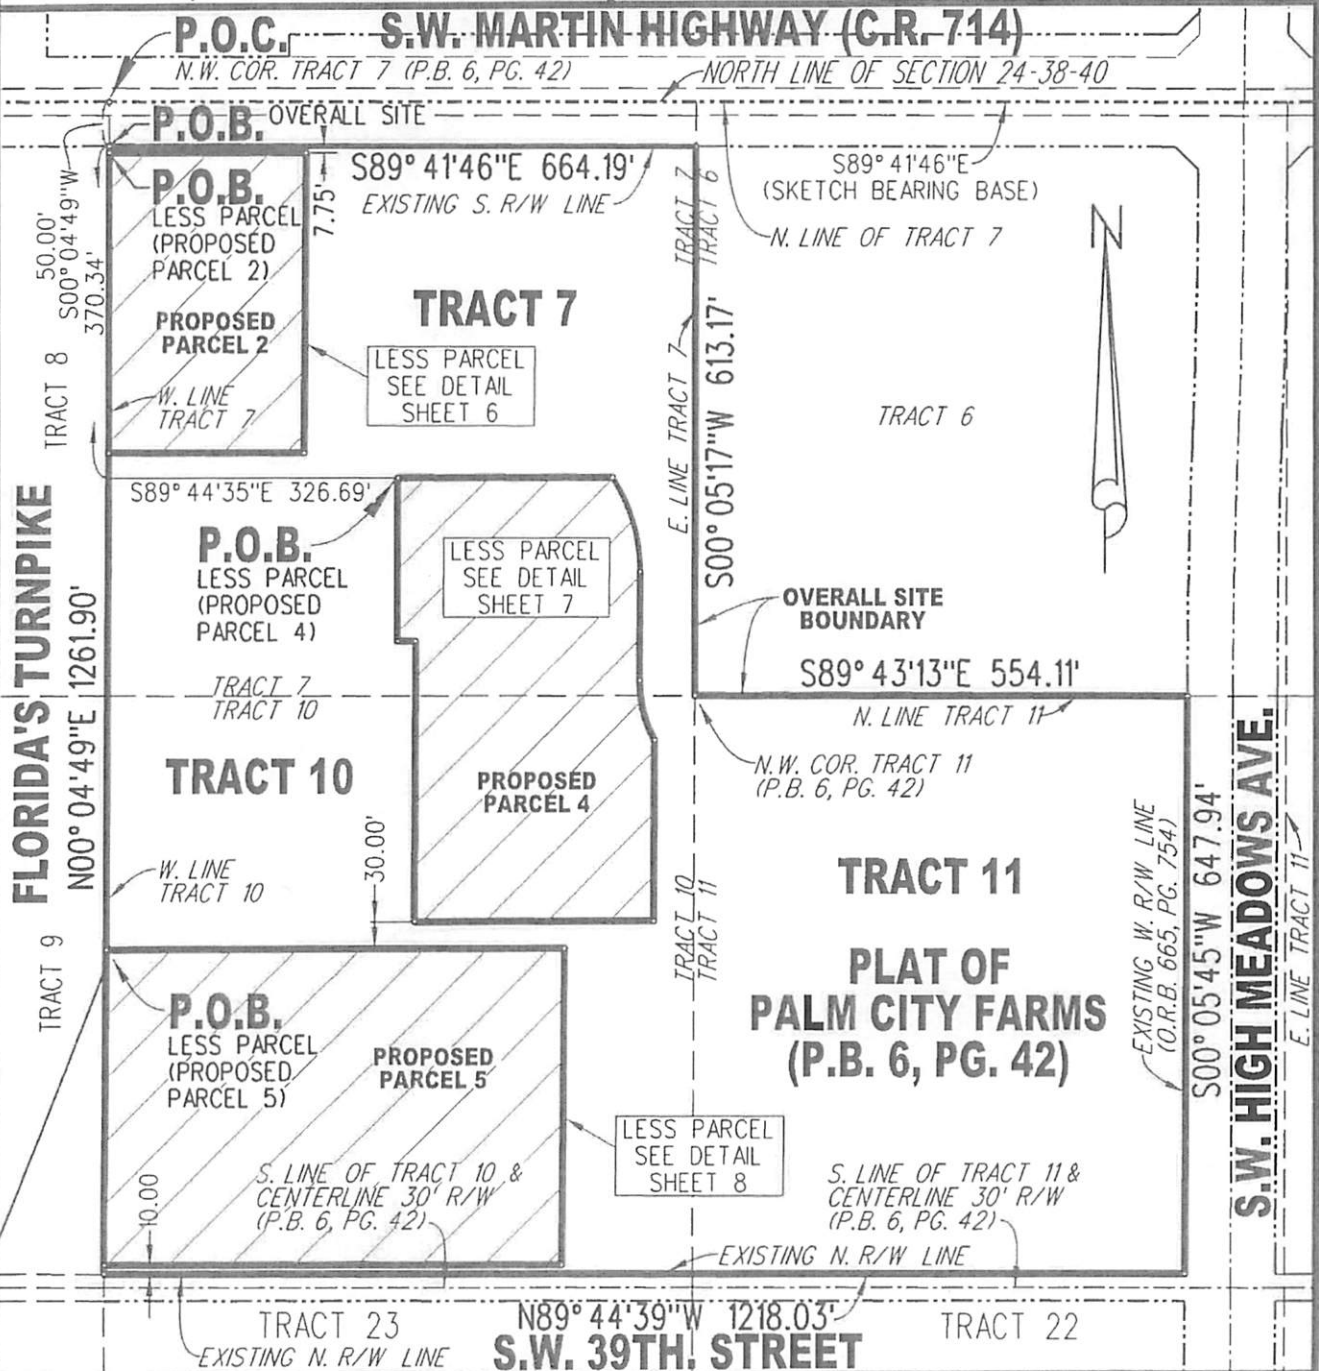 P.O.C.
S.W. MARTIN HIGHWAY (C.R. 714)
N.W. COR. TRACT 7 (P.B. 6, PG. 42)
NORTH LINE OF SECTION 24-38-40
P.O.B. OVERALL SITE
S89°41'46"E 664.19'
EXISTING S. R/W LINE
7.75'
S89°41'46"E
(SKETCH BEARING BASE)
N. LINE OF TRACT 7
TRACT 7
TRACT 6
N
P.O.B.
LESS PARCEL
(PROPOSED
PARCEL 2)
50.00'
S00°04'49"W
370.34'
PROPOSED
PARCEL 2
TRACT 7
LESS PARCEL
SEE DETAIL
SHEET 6
W. LINE
TRACT 7
TRACT 8
E. LINE TRACT 7
S00°05'17"W 613.17'
TRACT 6
S89°44'35"E 326.69'
P.O.B.
LESS PARCEL
(PROPOSED
PARCEL 4)
LESS PARCEL
SEE DETAIL
SHEET 7
OVERALL SITE
BOUNDARY
S89°43'13"E 554.11'
N. LINE TRACT 11
FLORIDA'S TURNPIKE
N00°04'49"E 1261.90'
TRACT 7
TRACT 10
TRACT 10
PROPOSED
PARCEL 4
N.W. COR. TRACT 11
(P.B. 6, PG. 42)
30.00'
W. LINE
TRACT 10
TRACT 11
TRACT 10
TRACT 11
PLAT OF
PALM CITY FARMS
(P.B. 6, PG. 42)
EXISTING W. R/W LINE
(O.R.B. 665, PG. 754)
S00°05'45"W 647.94'
S.W. HIGH MEADOWS AVE.
E. LINE TRACT 11
TRACT 9
P.O.B.
LESS PARCEL
(PROPOSED
PARCEL 5)
PROPOSED
PARCEL 5
LESS PARCEL
SEE DETAIL
SHEET 8
10.00
S. LINE OF TRACT 10 &
CENTERLINE 30' R/W
(P.B. 6, PG. 42)
S. LINE OF TRACT 11 &
CENTERLINE 30' R/W
(P.B. 6, PG. 42)
EXISTING N. R/W LINE
TRACT 23
N89°44'39"W 1218.03'
TRACT 22
EXISTING N. R/W LINE
S.W. 39TH. STREET